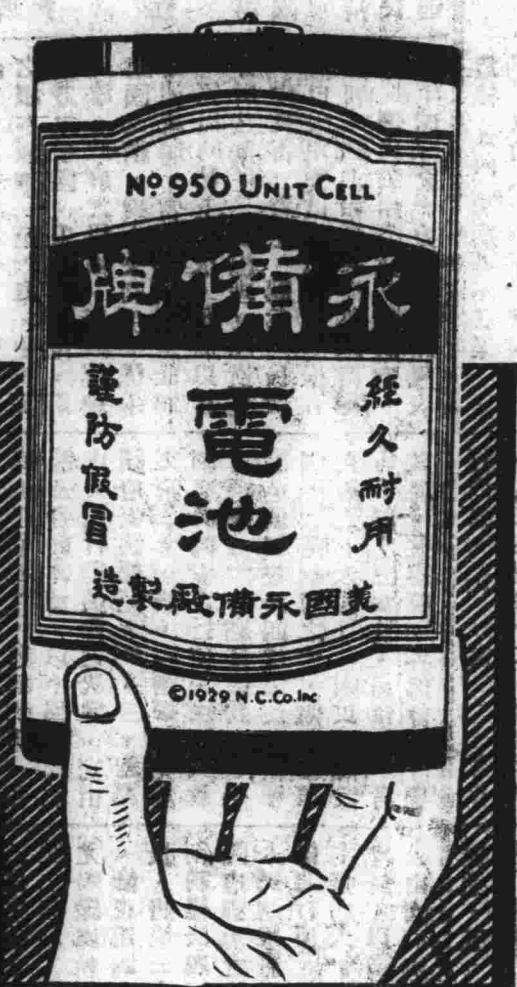 Nº 950 UNIT CELL
永備牌
經久耐用
電池
謹防假冒
美國永備廠製造
©1929 N.C.Co.Inc